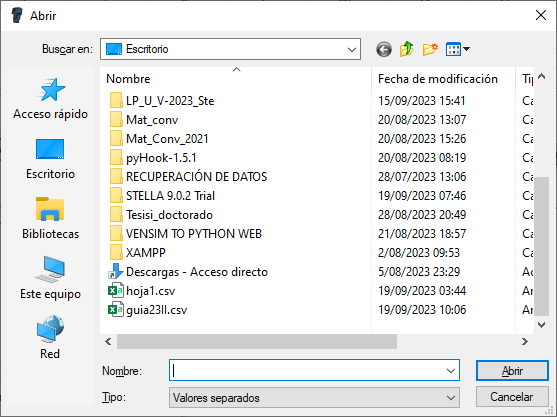 Abrir
Buscar en: Escritorio
Acceso rápido
Escritorio
Bibliotecas
Este equipo
Red
Nombre Fecha de modificación
LP_U_V-2023_Ste 15/09/2023 15:41 Ca
Mat_conv 20/08/2023 13:07 Ca
Mat_Conv_2021 20/08/2023 15:26 Ca
pyHook-1.5.1 20/08/2023 08:19 Ca
RECUPERACIÓN DE DATOS 28/07/2023 13:06 Ca
STELLA 9.0.2 Trial 19/09/2023 07:46 Ca
Tesisi_doctorado 28/08/2023 20:49 Ca
VENSIM TO PYTHON WEB 21/08/2023 18:57 Ca
XAMPP 2/08/2023 09:53 Ca
Descargas - Acceso directo 5/08/2023 23:29 Ac
hoja1.csv 19/09/2023 03:44 Ar
guia23II.csv 19/09/2023 10:06 Ar
Nombre: Abrir
Tipo: Valores separados Cancelar